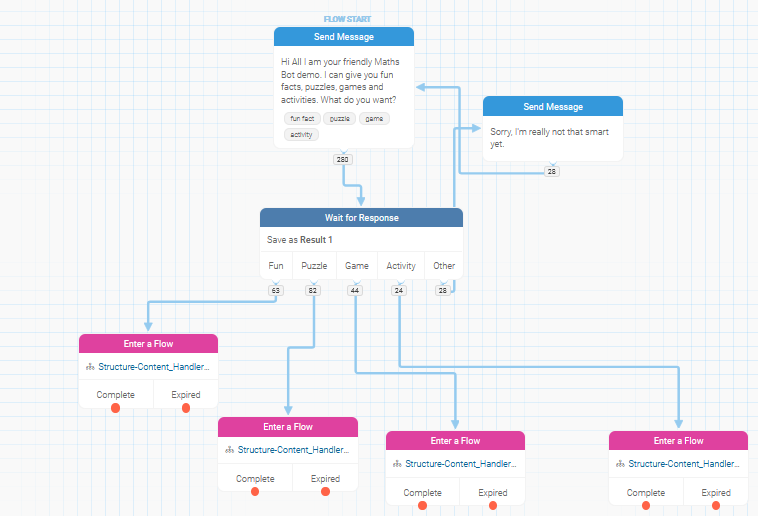 FLOW START
Send Message
Hi All I am your friendly Maths
Bot demo. I can give you fun
facts, puzzles, games and
activities. What do you want?
fun fact puzzle game
activity
280
Send Message
Sorry, I'm really not that smart
yet.
28
Wait for Response
Save as Result 1
Fun Puzzle Game Activity Other
63 82 44 24 28
Enter a Flow
Structure-Content_Handler...
Complete Expired
Enter a Flow
Structure-Content_Handler...
Complete Expired
Enter a Flow
Structure-Content_Handler...
Complete Expired
Enter a Flow
Structure-Content_Handler...
Complete Expired